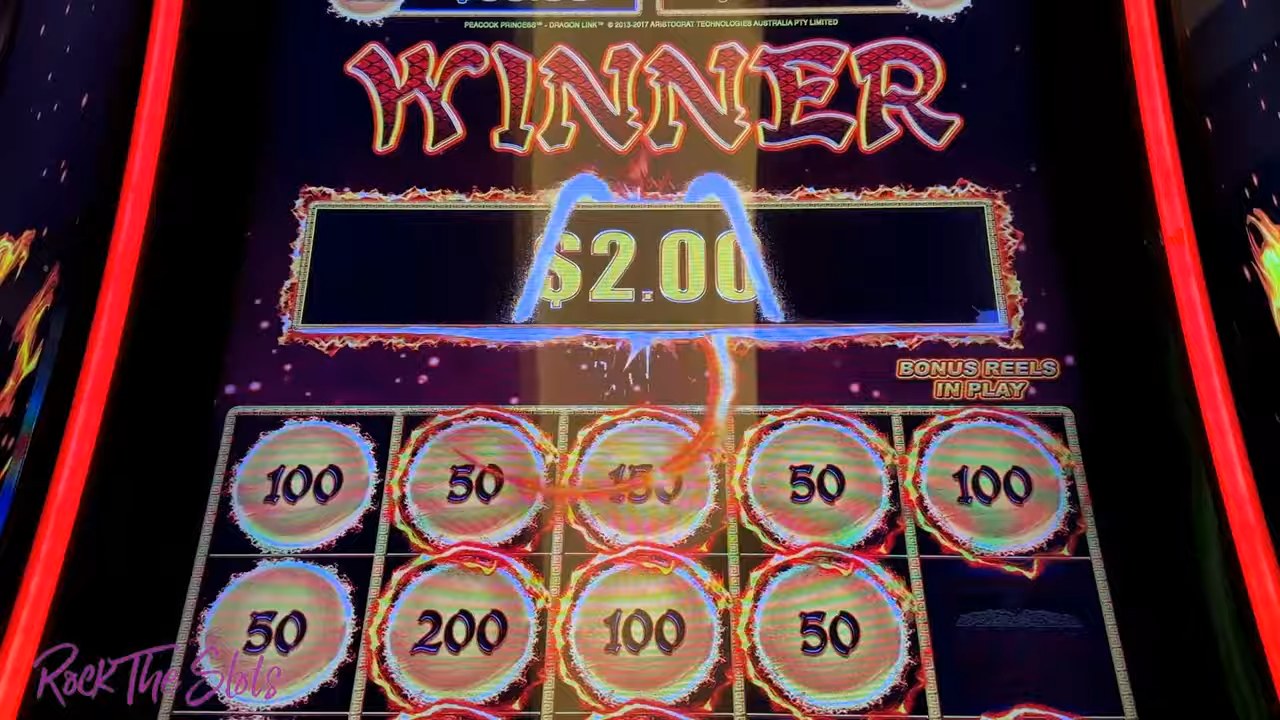 PEACOCK PRINCESS™ - DRAGON LINK™ © 2013-2017 ARISTOCRAT TECHNOLOGIES AUSTRALIA PTY LIMITED
WINNER
$2.00
BONUS REELS
IN PLAY
100 50 150 50 100
50 200 100 50
Rock The Slots